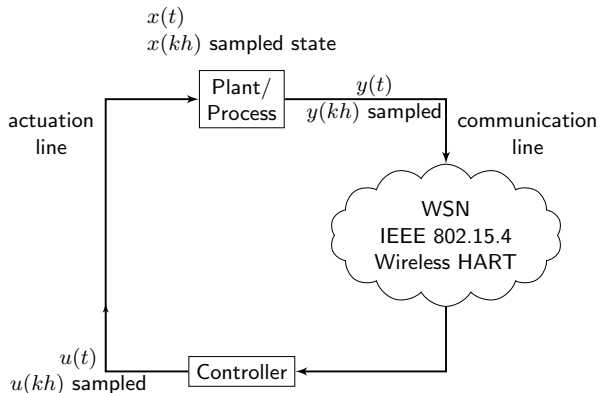 x(t)
x(kh) sampled state
Plant/
Process
y(t)
y(kh) sampled
actuation
line
communication
line
WSN
IEEE 802.15.4
Wireless HART
u(t)
u(kh) sampled
Controller